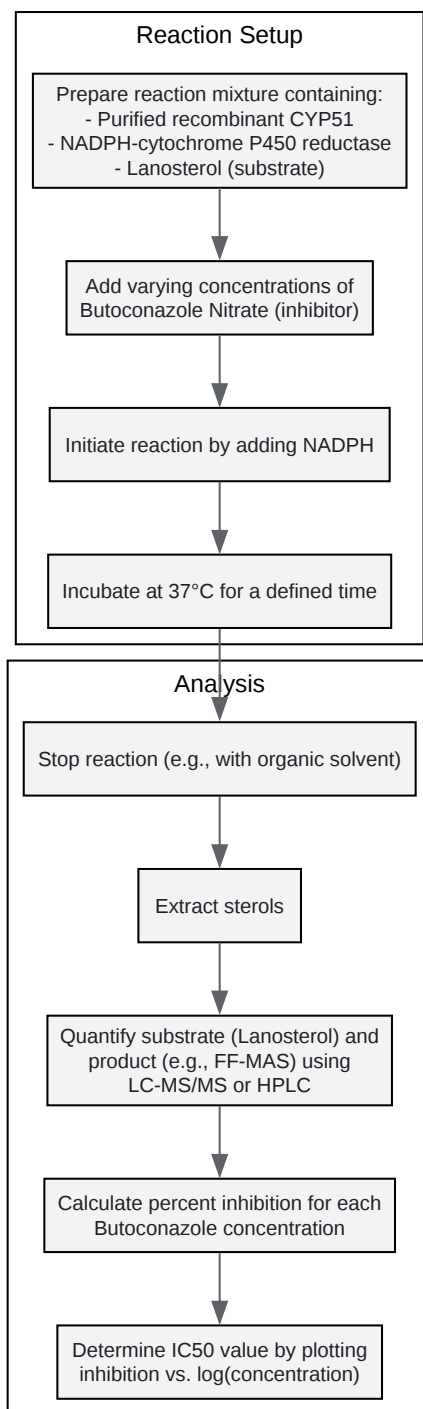 Reaction Setup
Prepare reaction mixture containing:
- Purified recombinant CYP51
- NADPH-cytochrome P450 reductase
- Lanosterol (substrate)
Add varying concentrations of
Butoconazole Nitrate (inhibitor)
Initiate reaction by adding NADPH
Incubate at 37°C for a defined time
Analysis
Stop reaction (e.g., with organic solvent)
Extract sterols
Quantify substrate (Lanosterol) and
product (e.g., FF-MAS) using
LC-MS/MS or HPLC
Calculate percent inhibition for each
Butoconazole concentration
Determine IC50 value by plotting
inhibition vs. log(concentration)